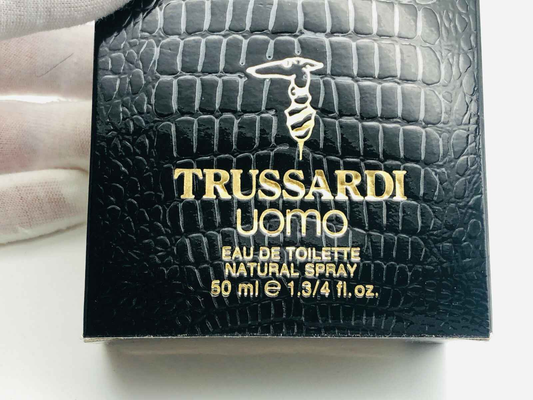 TRUSSARDI
uomo
EAU DE TOILETTE
NATURAL SPRAY
50 ml ℮ 1.3/4 fl.oz.